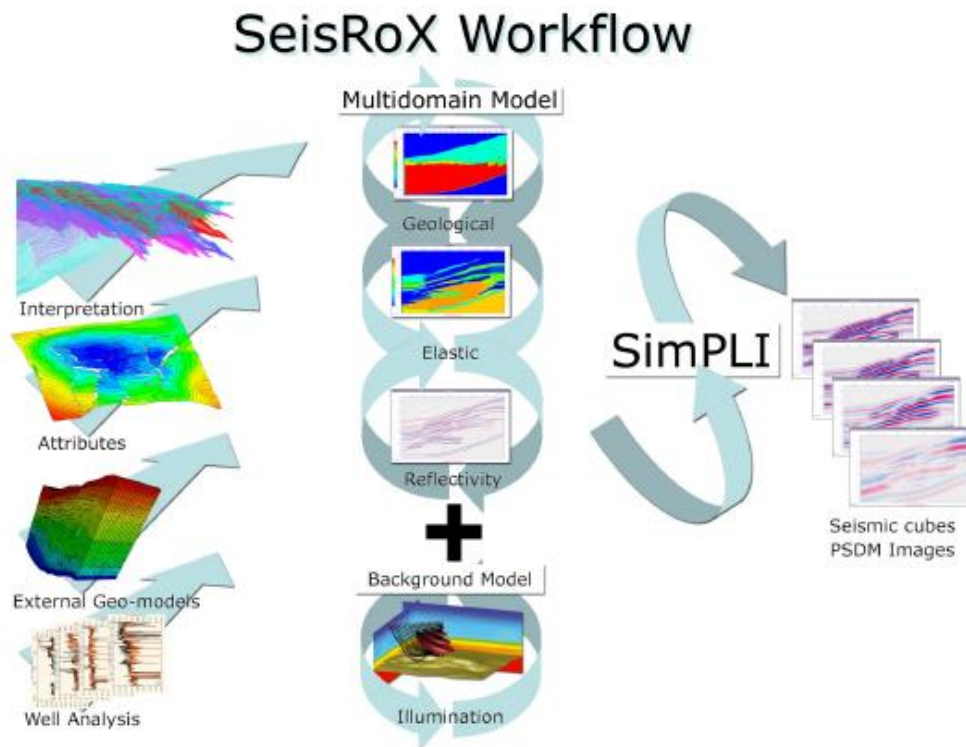 SeisRoX Workflow
Multidomain Model
Geological
Elastic
Reflectivity
Background Model
Illumination
Interpretation
Attributes
External Geo-models
Well Analysis
SimPLI
Seismic cubes
PSDM Images